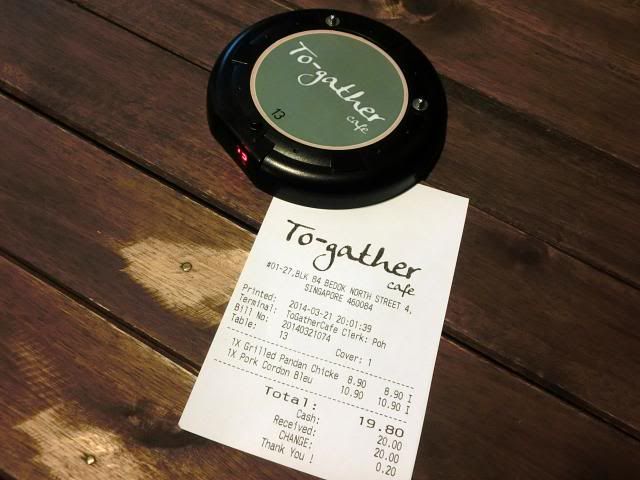 To-gather
cafe
13
13
To-gather
cafe
#01-27,BLK 84 BEDOK NORTH STREET 4,
SINGAPORE 460084
Printed: 2014-03-21 20:01:39
Terminal: ToGatherCafe Clerk: Poh
Bill No: 20140321074
Table: 13 Cover: 1
1X Grilled Pandan Chicke 8.90 8.90 I
1X Pork Cordon Bleu 10.90 10.90 I
Total: 19.80
Cash: 20.00
Received: 20.00
CHANGE: 0.20
Thank You !